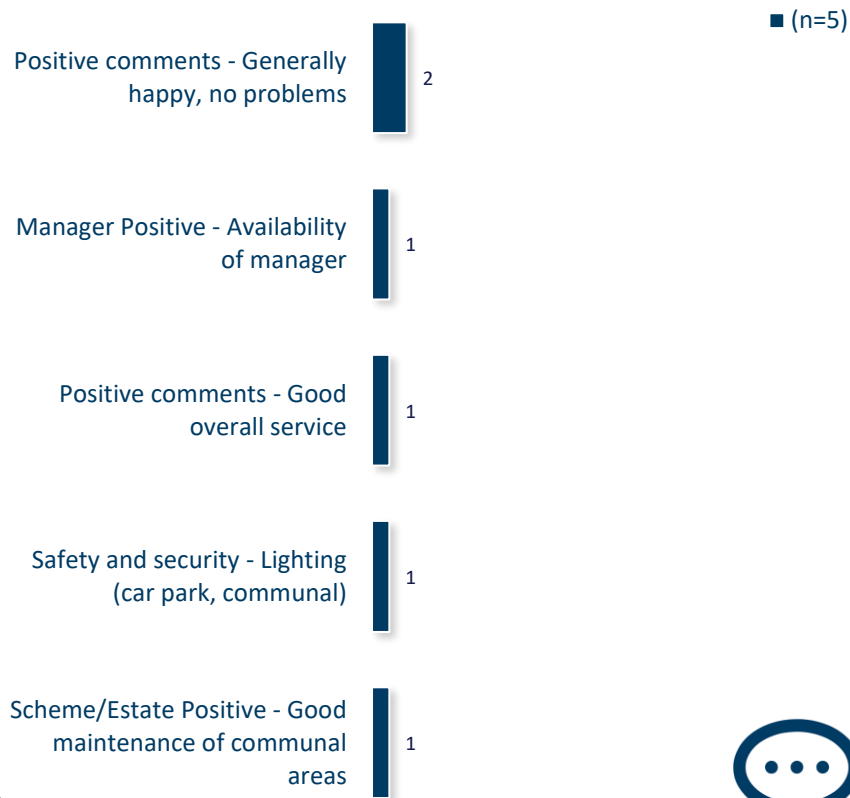 (n=5)
Positive comments - Generally
happy, no problems
2
Manager Positive - Availability
of manager
1
Positive comments - Good
overall service
1
Safety and security - Lighting
(car park, communal)
1
Scheme/Estate Positive - Good
maintenance of communal
areas
1